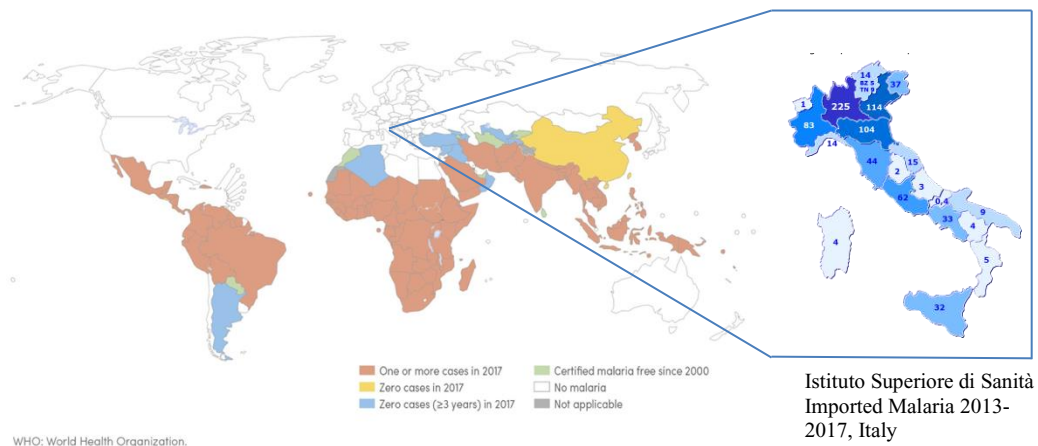 14
BZ 5
TN 9
37
1
225
114
83
104
14
44
15
2
3
62
0,4
9
33
4
4
5
32
One or more cases in 2017
Zero cases in 2017
Zero cases (≥3 years) in 2017
Certified malaria free since 2000
No malaria
Not applicable
Istituto Superiore di Sanità
Imported Malaria 2013-
2017, Italy
WHO: World Health Organization.